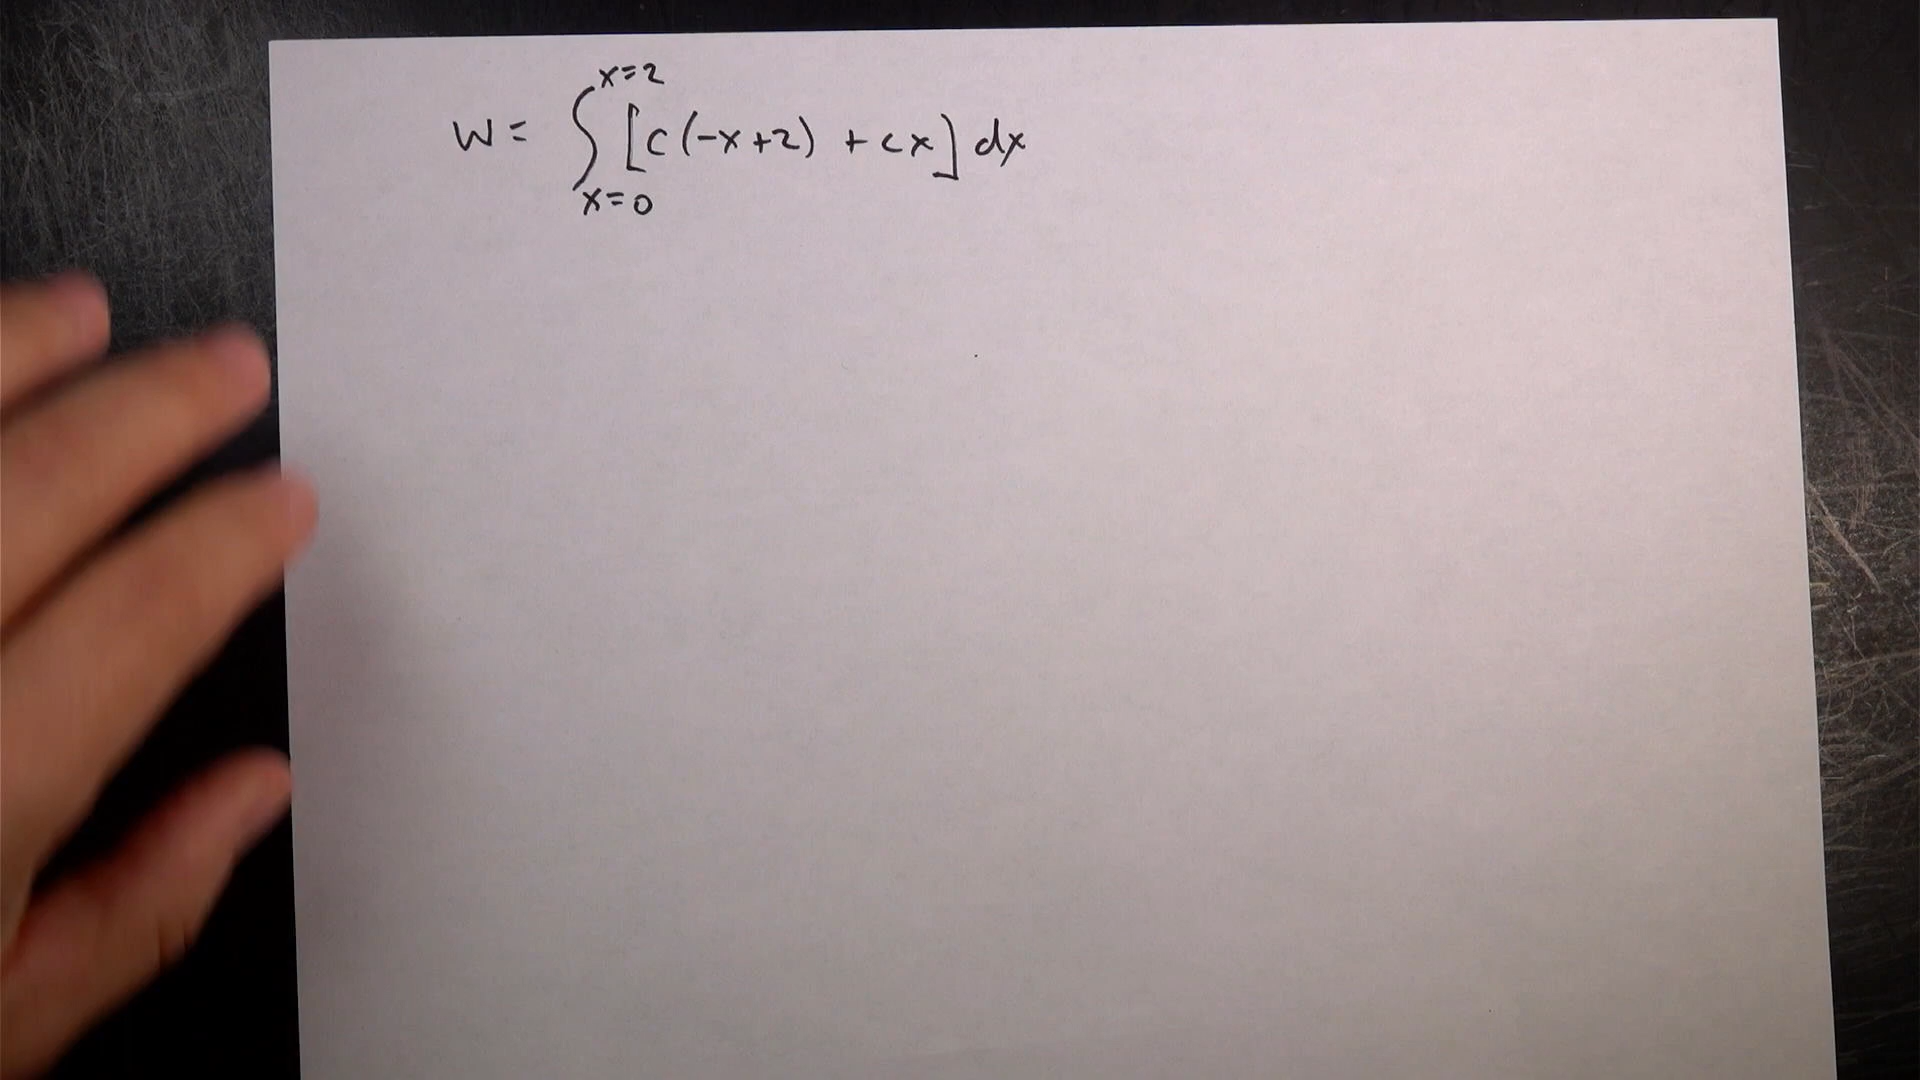 W = ∫_{x=0}^{x=2} [c(-x+2) + cx] dx